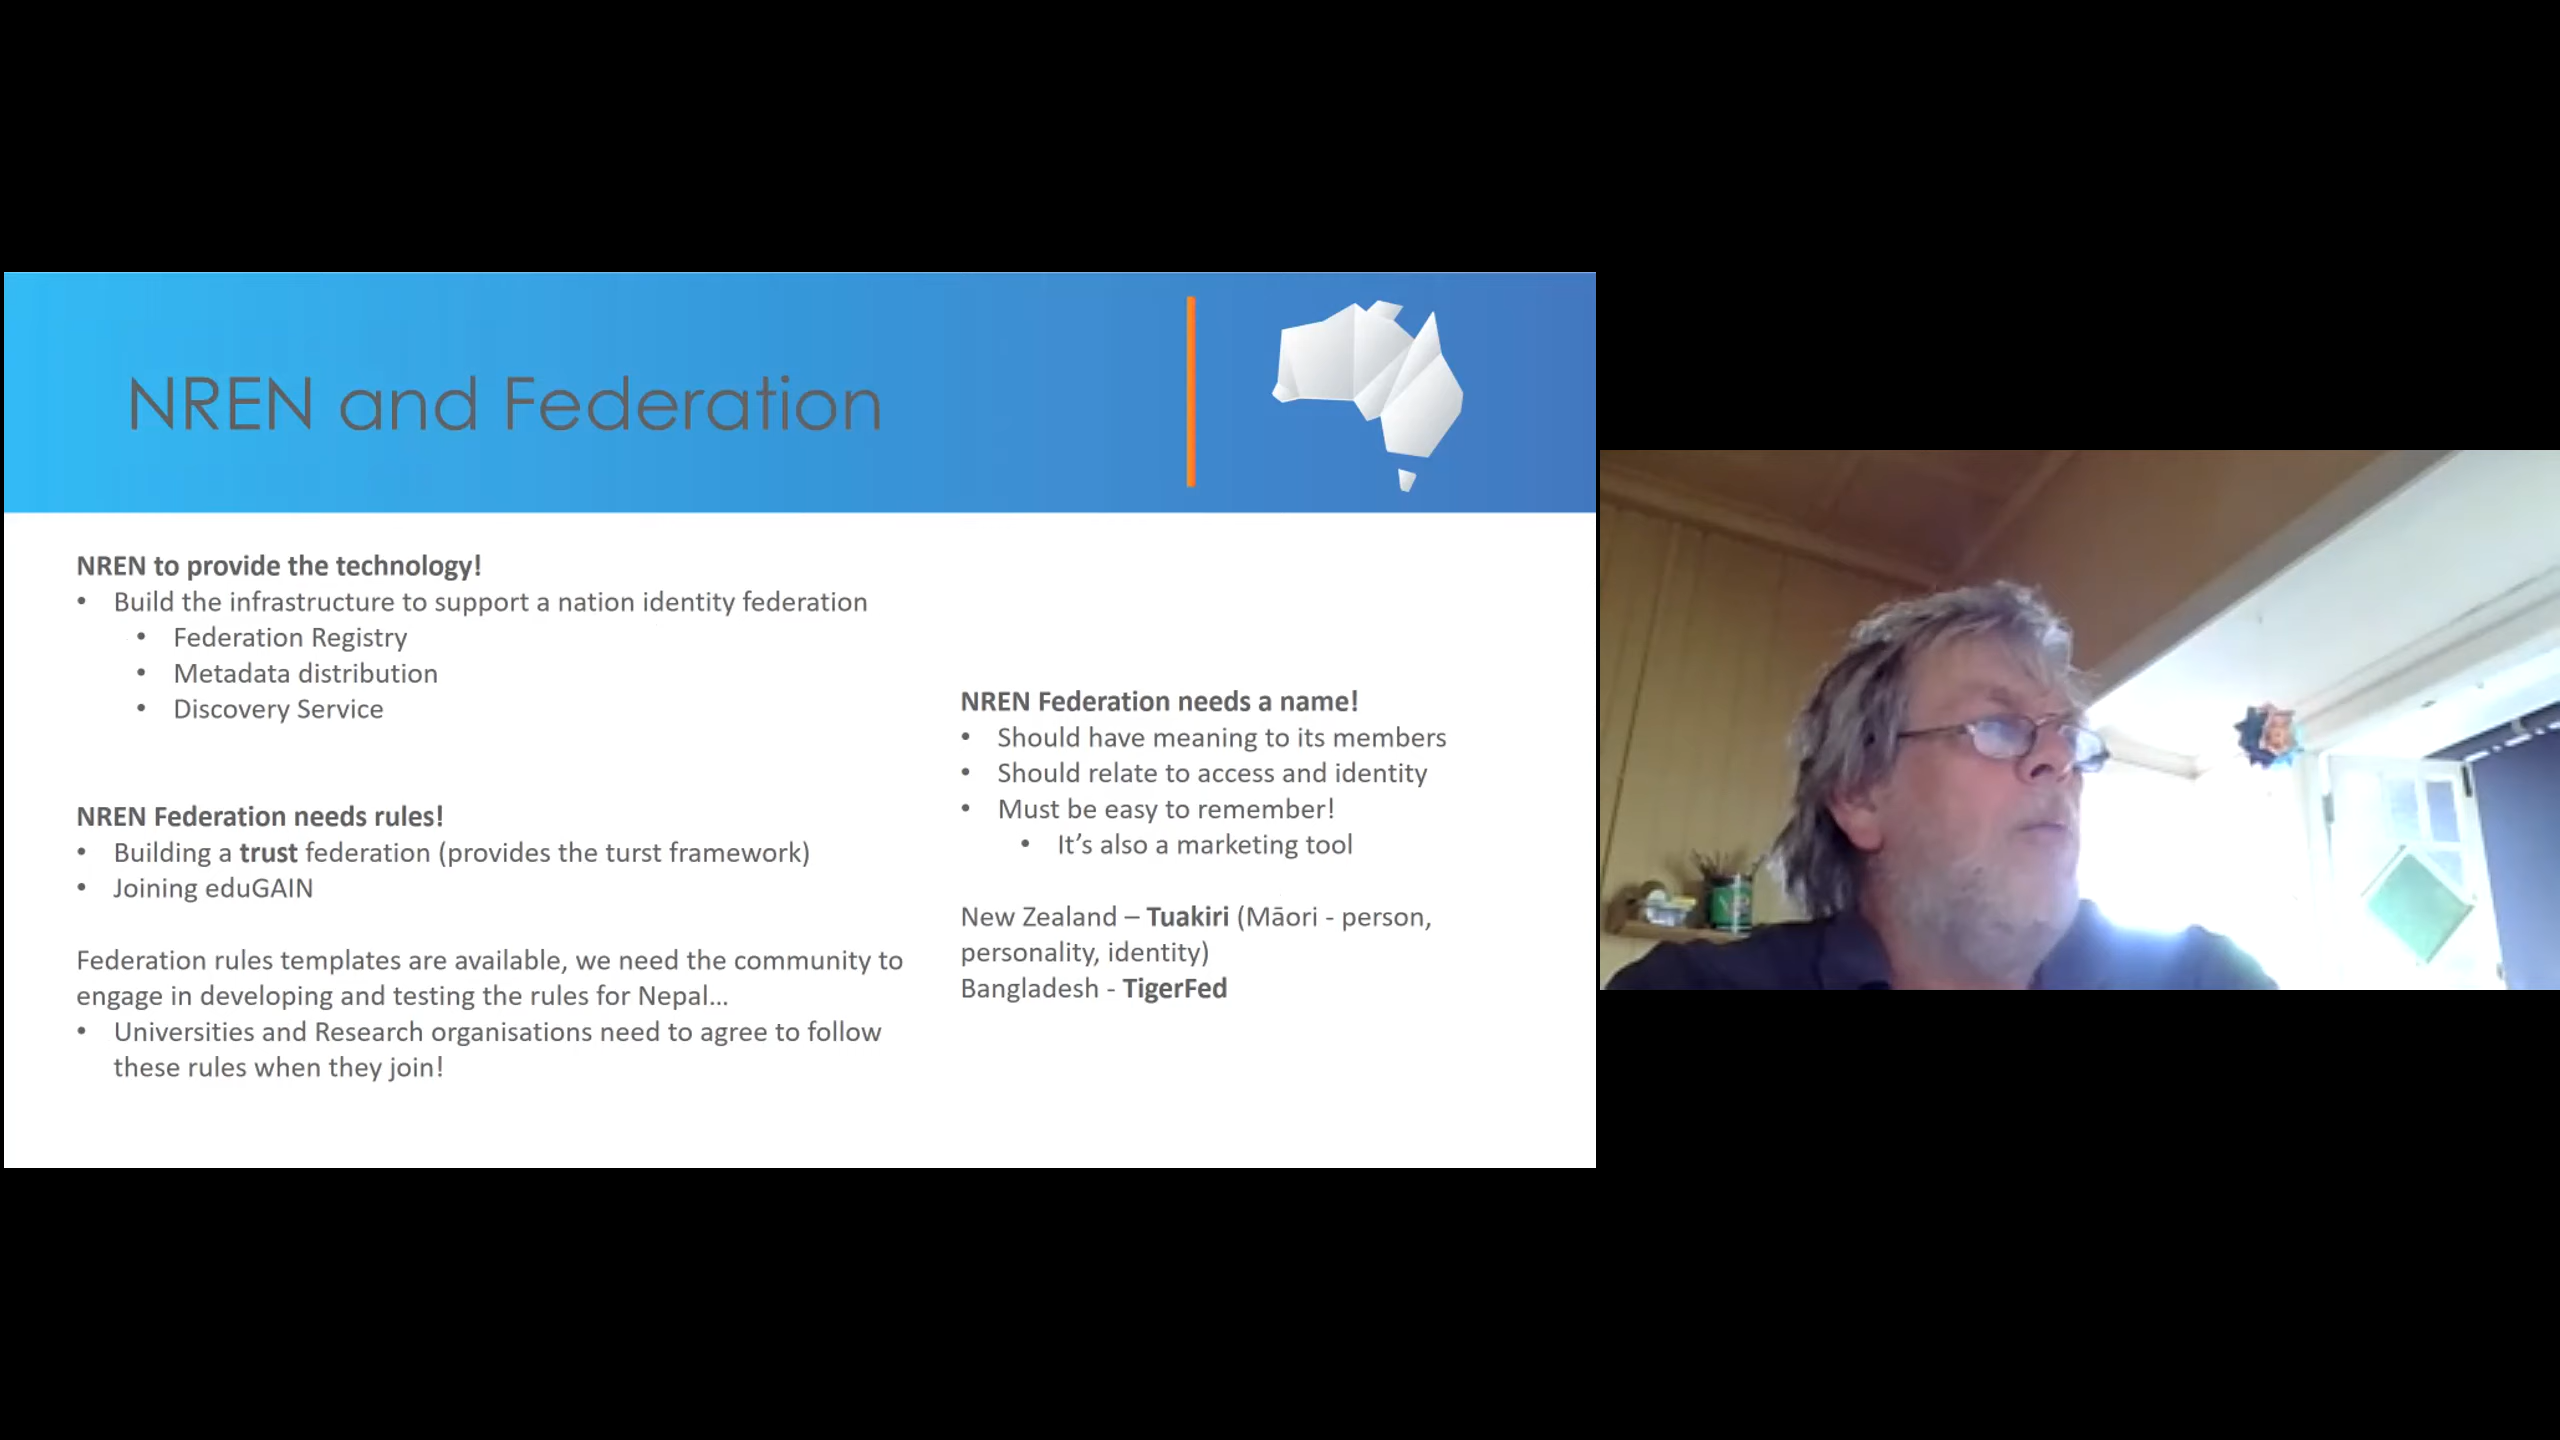 NREN and Federation
NREN to provide the technology!
• Build the infrastructure to support a nation identity federation
• Federation Registry
• Metadata distribution
• Discovery Service
NREN Federation needs rules!
• Building a trust federation (provides the turst framework)
• Joining eduGAIN
Federation rules templates are available, we need the community to
engage in developing and testing the rules for Nepal…
• Universities and Research organisations need to agree to follow
these rules when they join!
NREN Federation needs a name!
• Should have meaning to its members
• Should relate to access and identity
• Must be easy to remember!
• It’s also a marketing tool
New Zealand – Tuakiri (Māori - person,
personality, identity)
Bangladesh - TigerFed